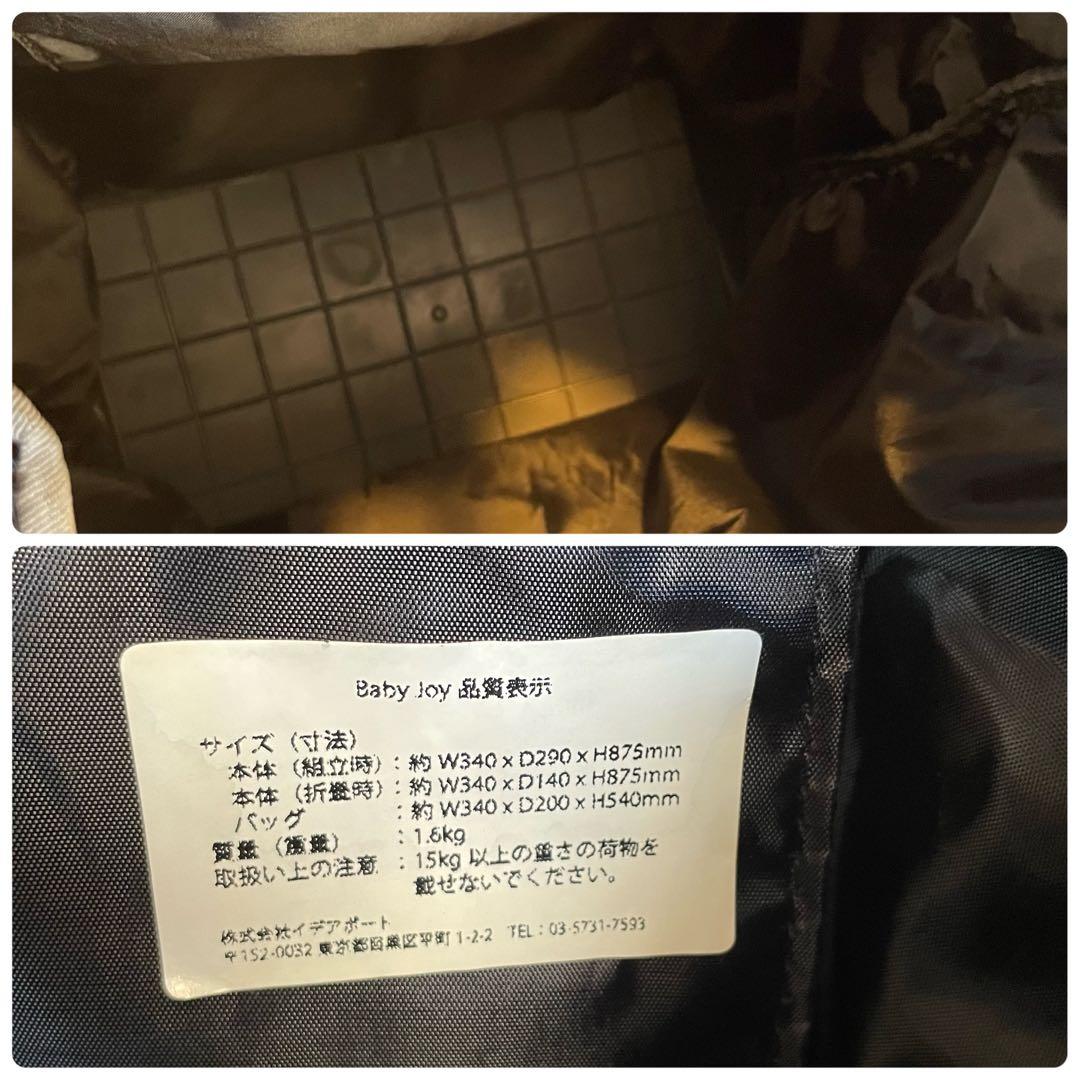 Baby Joy 品質表示
サイズ（寸法）
本体（組立時）：約 W340 x D290 x H875mm
本体（折畳時）：約 W340 x D140 x H875mm
バッグ：約 W340 x D200 x H540mm
質量（重量）：1.6kg
取扱い上の注意：15kg 以上の重さの荷物を
載せないでください。
株式会社イデアポート
〒152-0032 東京都目黒区平町 1-2-2 TEL：03-5731-7593